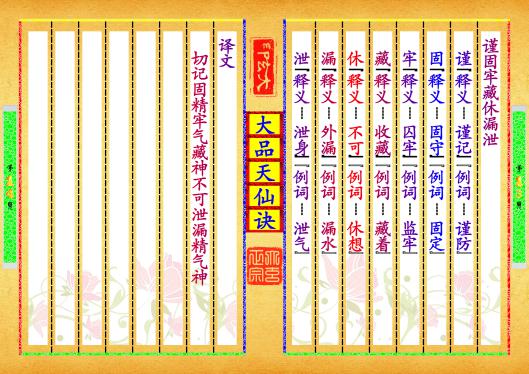 谨固牢藏休漏泄
谨【释义┅谨记】【例词┅谨防】
固【释义┅固守】【例词┅固定】
牢【释义┅囚牢】【例词┅监牢】
藏【释义┅收藏】【例词┅藏着】
休【释义┅不可】【例词┅休想】
漏【释义┅外漏】【例词┅漏水】
泄【释义┅泄身】【例词┅泄气】
大品天仙诀
译文
切记固精牢气藏神不可泄漏精气神